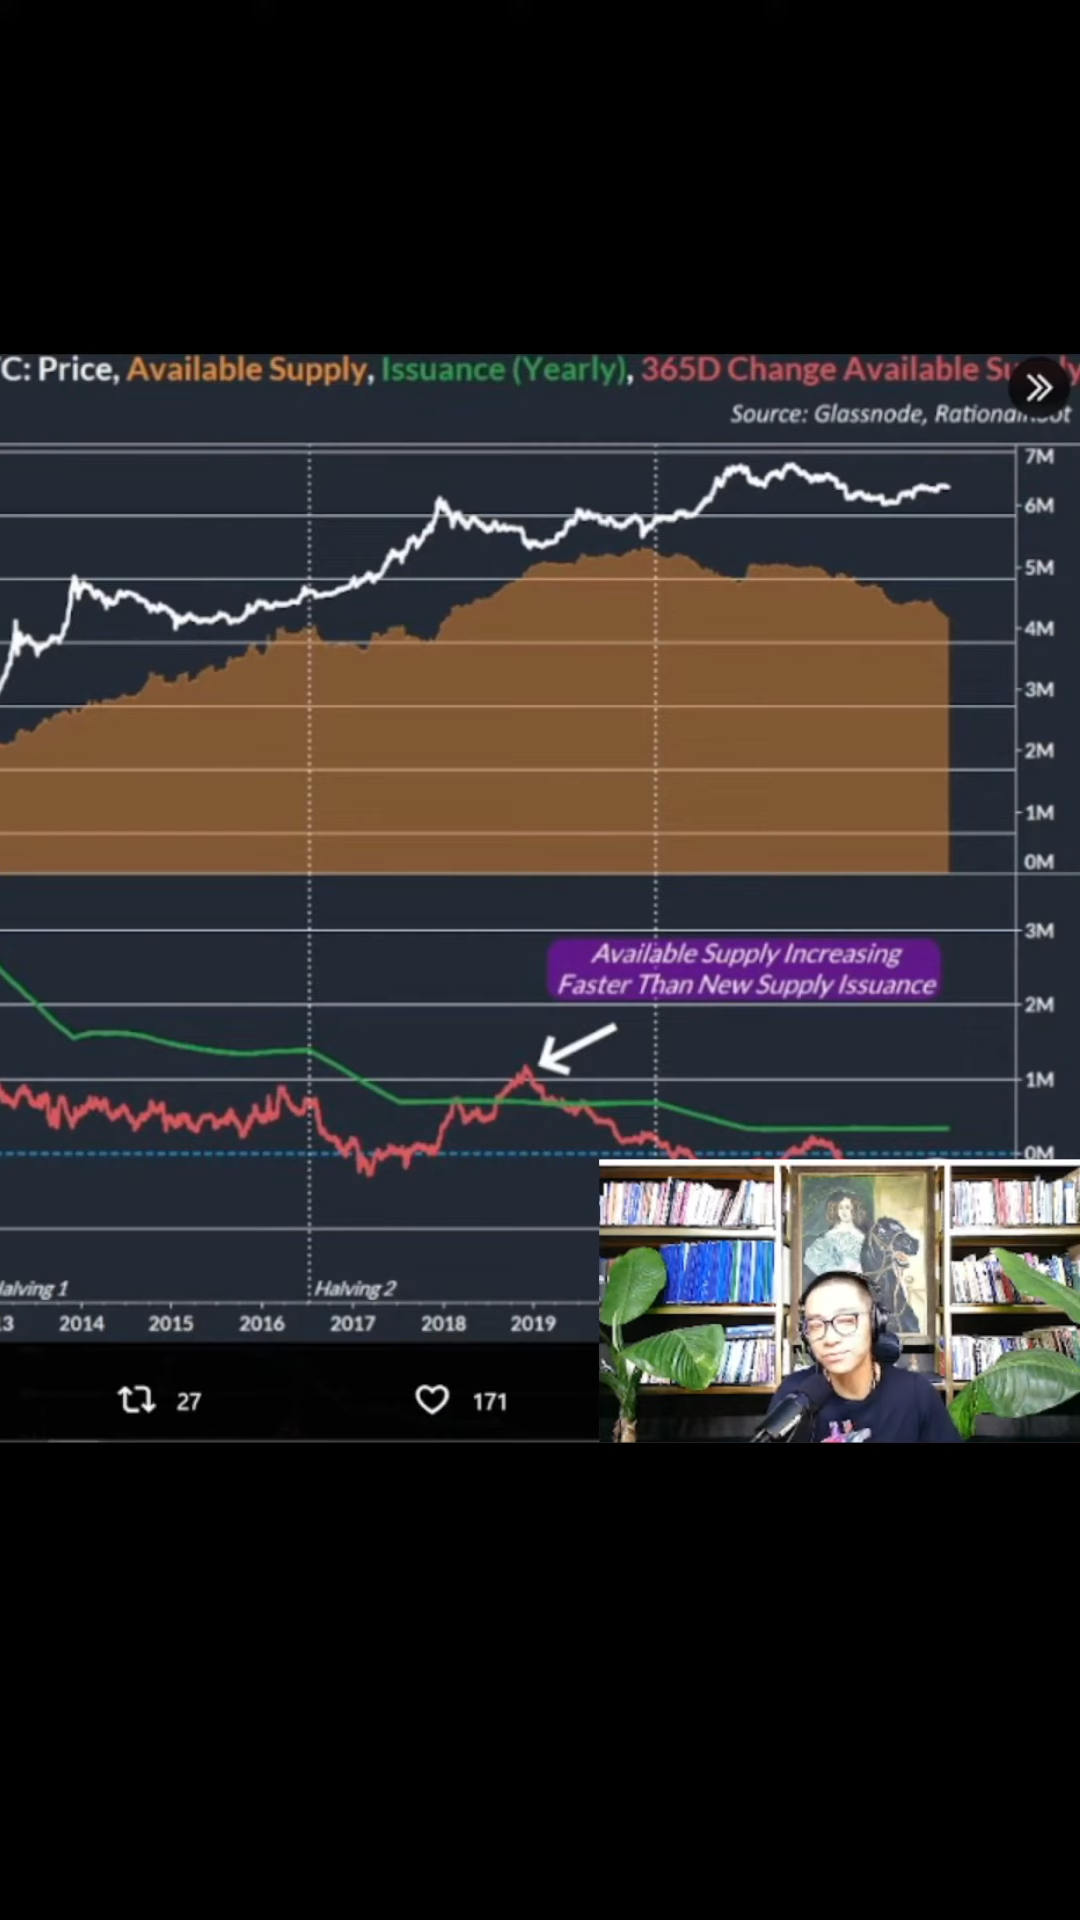 C: Price, Available Supply, Issuance (Yearly), 365D Change Available
Source: Glassnode,
7M
6M
5M
4M
3M
2M
1M
0M
3M
2M
1M
0M
Available Supply Increasing
Faster Than New Supply Issuance
alving 1
Halving 2
13 2014 2015 2016 2017 2018 2019
27 171